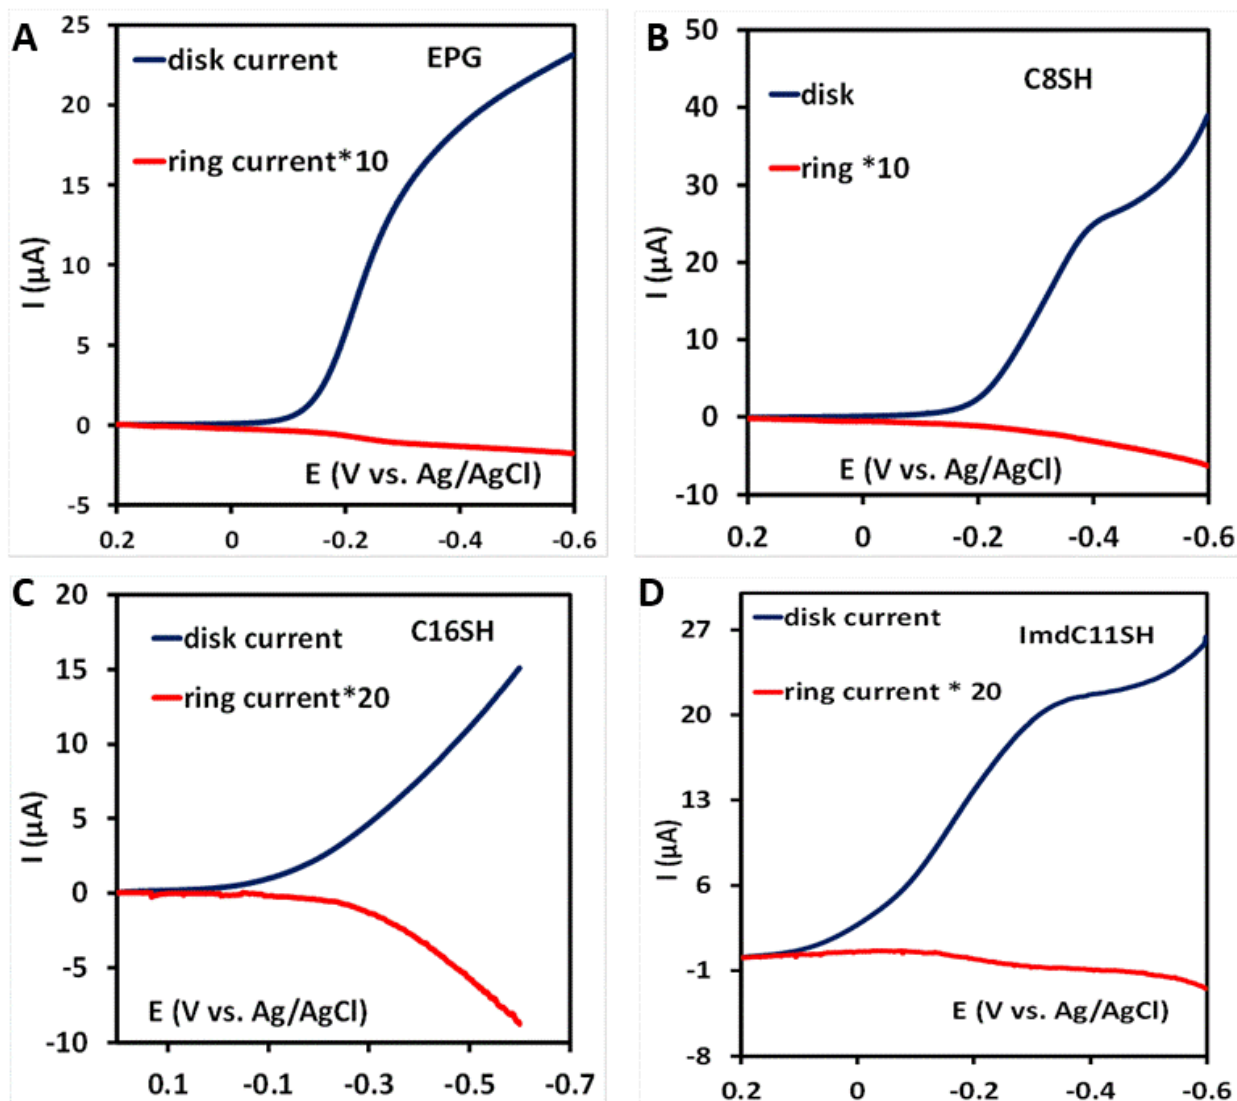 A
EPG
disk current
ring current*10
I (µA)
25
20
15
10
5
0
-5
E (V vs. Ag/AgCl)
0.2 0 -0.2 -0.4 -0.6
B
C8SH
disk
ring *10
I (µA)
50
40
30
20
10
0
-10
E (V vs. Ag/AgCl)
0.2 0 -0.2 -0.4 -0.6
C
C16SH
disk current
ring current*20
I (µA)
20
15
10
5
0
-5
-10
E (V vs. Ag/AgCl)
0.1 -0.1 -0.3 -0.5 -0.7
D
disk current
ImdC11SH
ring current * 20
I (µA)
27
20
13
6
-1
-8
E (V vs. Ag/AgCl)
0.2 0 -0.2 -0.4 -0.6